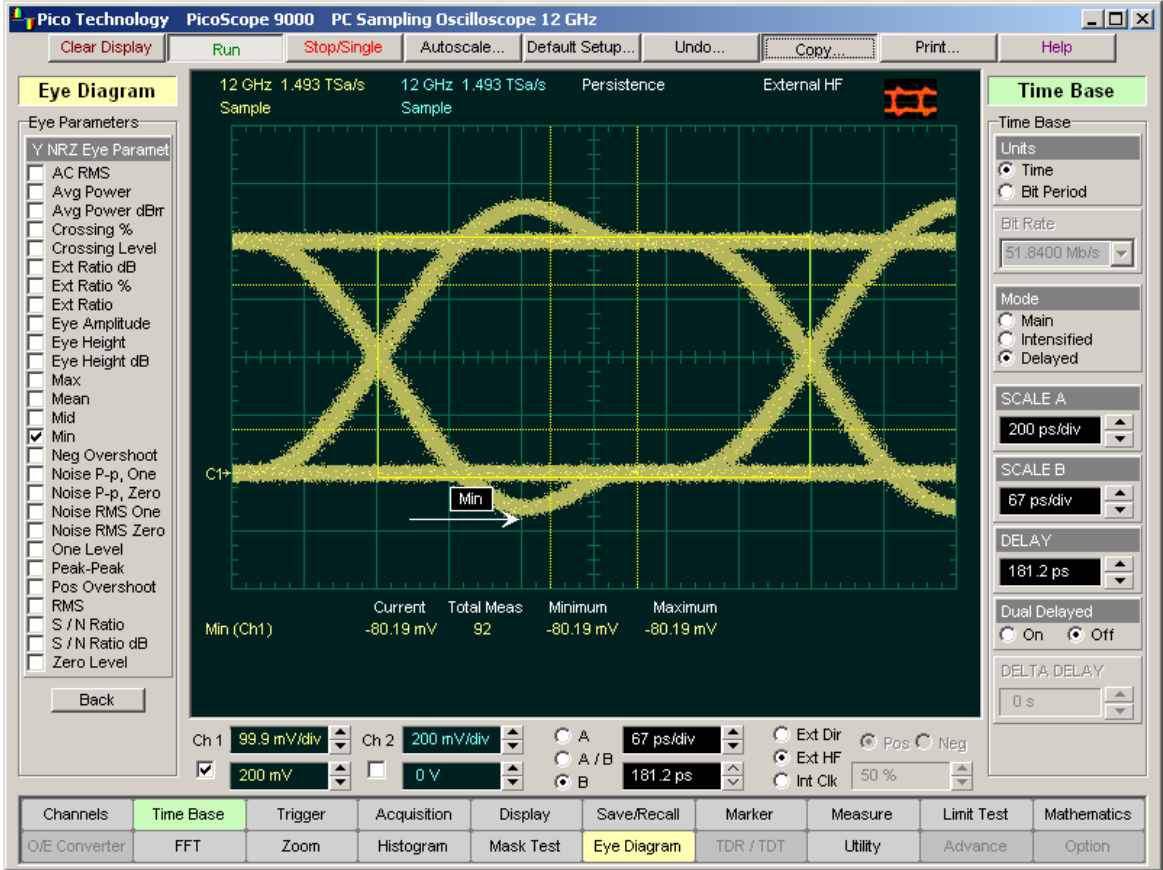 Pico Technology PicoScope 9000 PC Sampling Oscilloscope 12 GHz
Clear Display Run Stop/Single Autoscale... Default Setup... Undo... Copy... Print... Help
Eye Diagram
Eye Parameters
Y NRZ Eye Paramet
AC RMS
Avg Power
Avg Power dBm
Crossing %
Crossing Level
Ext Ratio dB
Ext Ratio %
Ext Ratio
Eye Amplitude
Eye Height
Eye Height dB
Max
Mean
Mid
Min
Neg Overshoot
Noise P-p, One
Noise P-p, Zero
Noise RMS One
Noise RMS Zero
One Level
Peak-Peak
Pos Overshoot
RMS
S / N Ratio
S / N Ratio dB
Zero Level
Back
12 GHz 1.493 TSa/s 12 GHz 1.493 TSa/s Persistence External HF
Sample Sample
C1
Min
Current Total Meas Minimum Maximum
Min (Ch1) -80.19 mV 92 -80.19 mV -80.19 mV
Time Base
Time Base
Units
Time
Bit Period
Bit Rate
51.8400 Mb/s
Mode
Main
Intensified
Delayed
SCALE A
200 ps/div
SCALE B
67 ps/div
DELAY
181.2 ps
Dual Delayed
On Off
DELTA DELAY
0 s
Ch 1 99.9 mV/div Ch 2 200 mV/div A 67 ps/div Ext Dir Pos Neg
A / B Ext HF
200 mV 0 V B 181.2 ps Int Clk 50 %
Channels Time Base Trigger Acquisition Display Save/Recall Marker Measure Limit Test Mathematics
O/E Converter FFT Zoom Histogram Mask Test Eye Diagram TDR / TDT Utility Advance Option